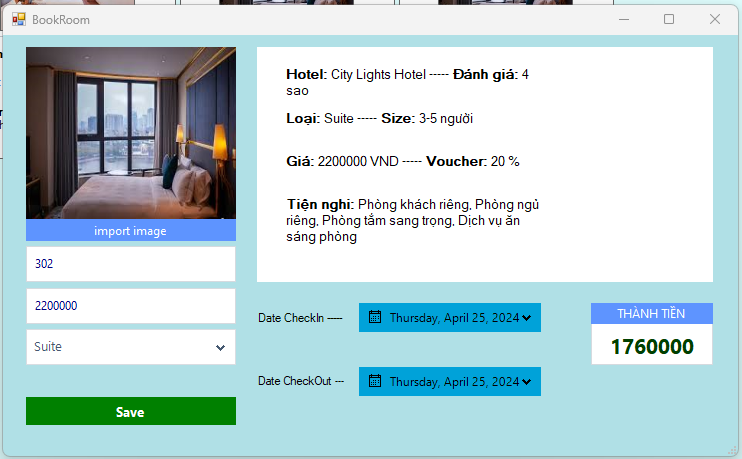 BookRoom
import image
302
2200000
Suite
Save
Hotel: City Lights Hotel ----- Đánh giá: 4
sao
Loại: Suite ----- Size: 3-5 người
Giá: 2200000 VND ----- Voucher: 20 %
Tiện nghi: Phòng khách riêng, Phòng ngủ
riêng, Phòng tắm sang trọng, Dịch vụ ăn
sáng phòng
Date CheckIn -----
Thursday, April 25, 2024
Date CheckOut ---
Thursday, April 25, 2024
THÀNH TIỀN
1760000